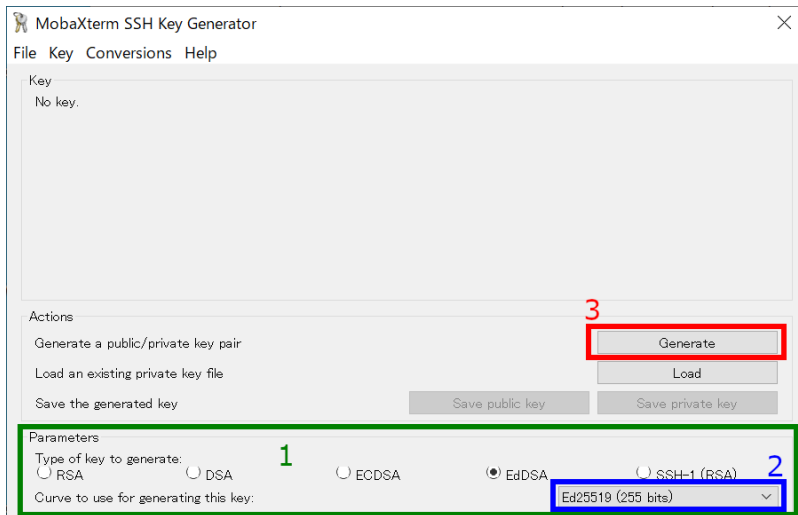 MobaXterm SSH Key Generator
File Key Conversions Help
Key
No key.
Actions
3
Generate a public/private key pair Generate
Load an existing private key file Load
Save the generated key Save public key Save private key
Parameters
Type of key to generate: 1
RSA DSA ECDSA EdDSA SSH-1 (RSA) 2
Curve to use for generating this key: Ed25519 (255 bits)